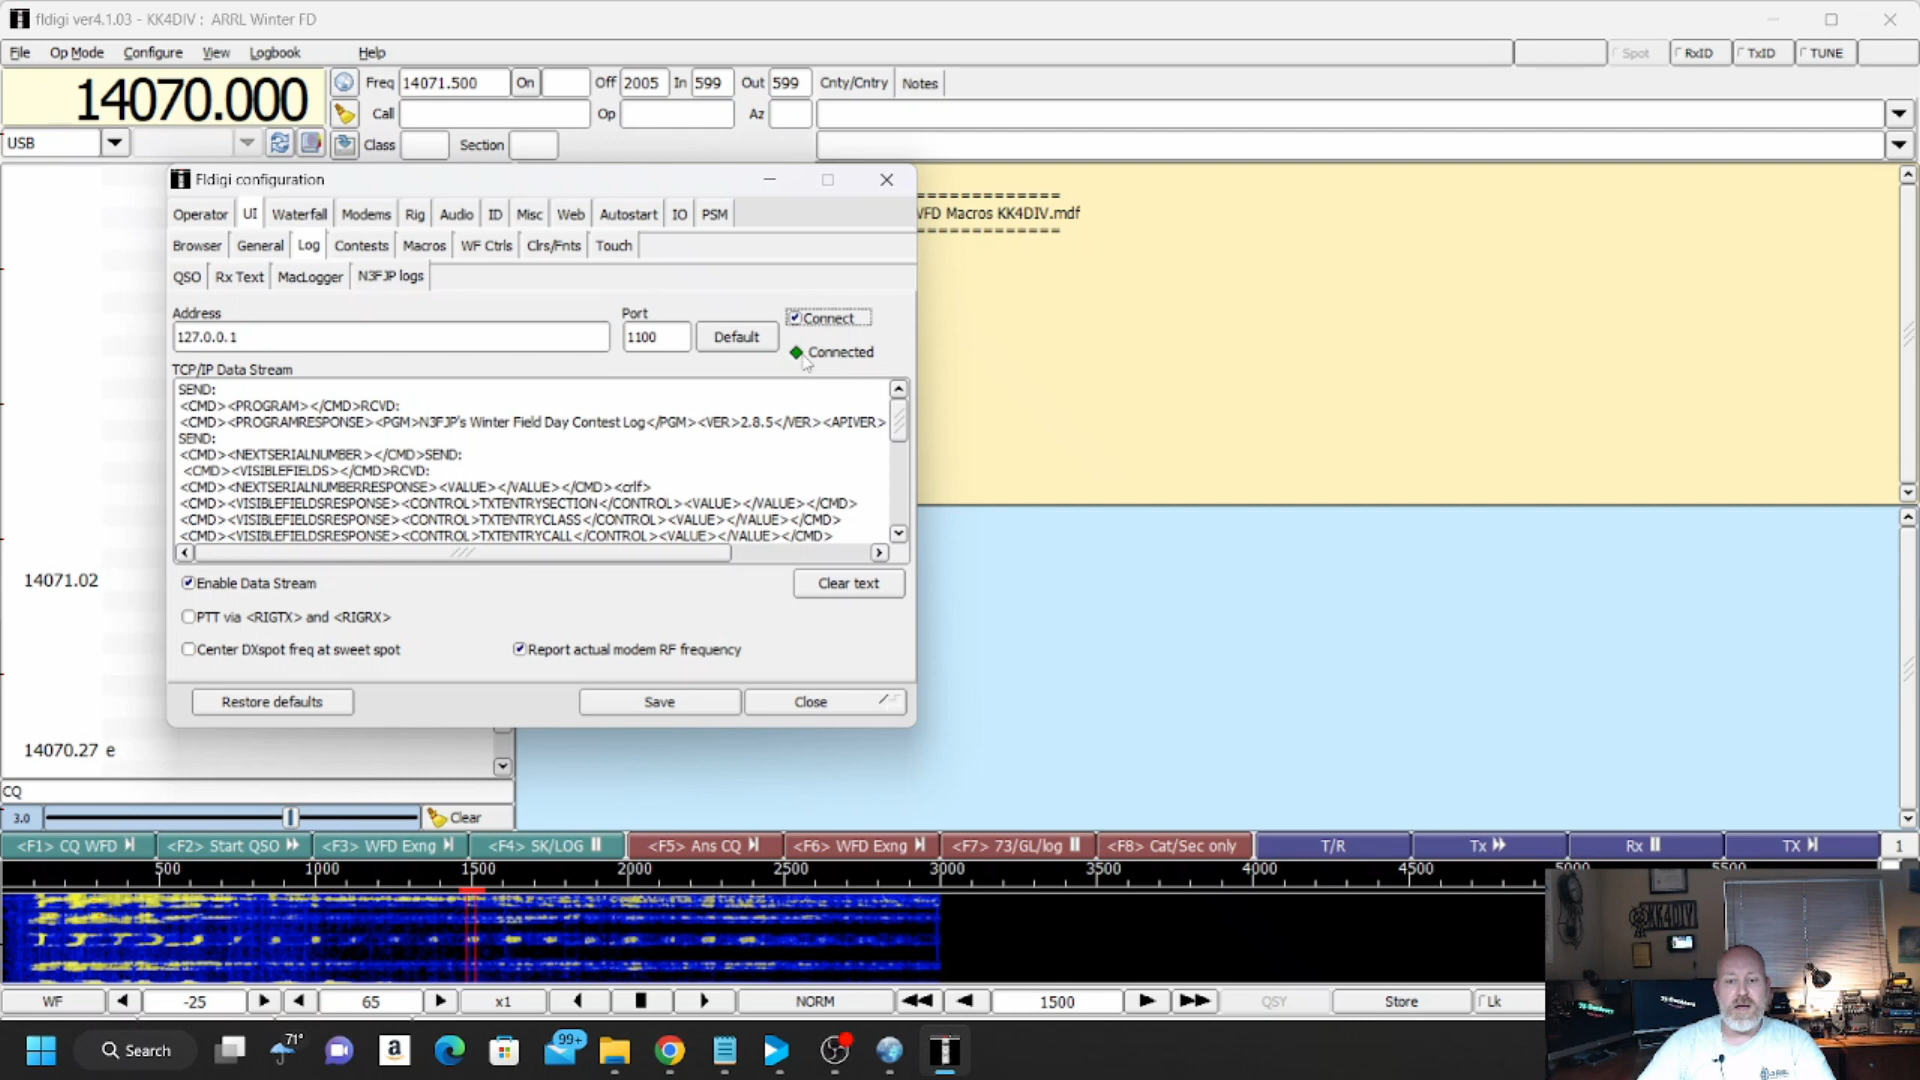 fldigi ver4.1.03 - KK4DIV : ARRL Winter FD
File Op Mode Configure View Logbook Help
Spot RxID TxID TUNE
14070.000
Freq 14071.500 On Off 2005 In 599 Out 599 Cnty/Cntry Notes
Call Op Az
USB
Class Section
Fldigi configuration
Operator UI Waterfall Modems Rig Audio ID Misc Web Autostart IO PSM
Browser General Log Contests Macros WF Ctrls Clrs/Fnts Touch
QSO Rx Text MacLogger N3FJP logs
Address Port
Connect
127.0.0.1 1100 Default
Connected
TCP/IP Data Stream
SEND:
<CMD><PROGRAM></CMD>RCVD:
<CMD><PROGRAMRESPONSE><PGM>N3FJP's Winter Field Day Contest Log</PGM><VER>2.8.5</VER><APIVER>
SEND:
<CMD><NEXTSERIALNUMBER></CMD>SEND:
<CMD><VISIBLEFIELDS></CMD>RCVD:
<CMD><NEXTSERIALNUMBERRESPONSE><VALUE></VALUE></CMD><crlf>
<CMD><VISIBLEFIELDSRESPONSE><CONTROL>TXTENTRYSECTION</CONTROL><VALUE></VALUE></CMD>
<CMD><VISIBLEFIELDSRESPONSE><CONTROL>TXTENTRYCLASS</CONTROL><VALUE></VALUE></CMD>
<CMD><VISIBLEFIELDSRESPONSE><CONTROL>TXTENTRYCALL</CONTROL><VALUE></VALUE></CMD>
Enable Data Stream Clear text
PTT via <RIGTX> and <RIGRX>
Center DXspot freq at sweet spot Report actual modem RF frequency
Restore defaults Save Close
=============
WFD Macros KK4DIV.mdf
=============
14071.02
14070.27 e
CQ
3.0 Clear
<F1> CQ WFD <F2> Start QSO <F3> WFD Exng <F4> SK/LOG <F5> Ans CQ <F6> WFD Exng <F7> 73/GL/log <F8> Cat/Sec only T/R Tx Rx TX 1
500 1000 1500 2000 2500 3000 3500 4000 4500 5000 5500
KK4DIV
WF -25 65 x1 NORM 1500 QSY Store Lk
71° 99+
Search